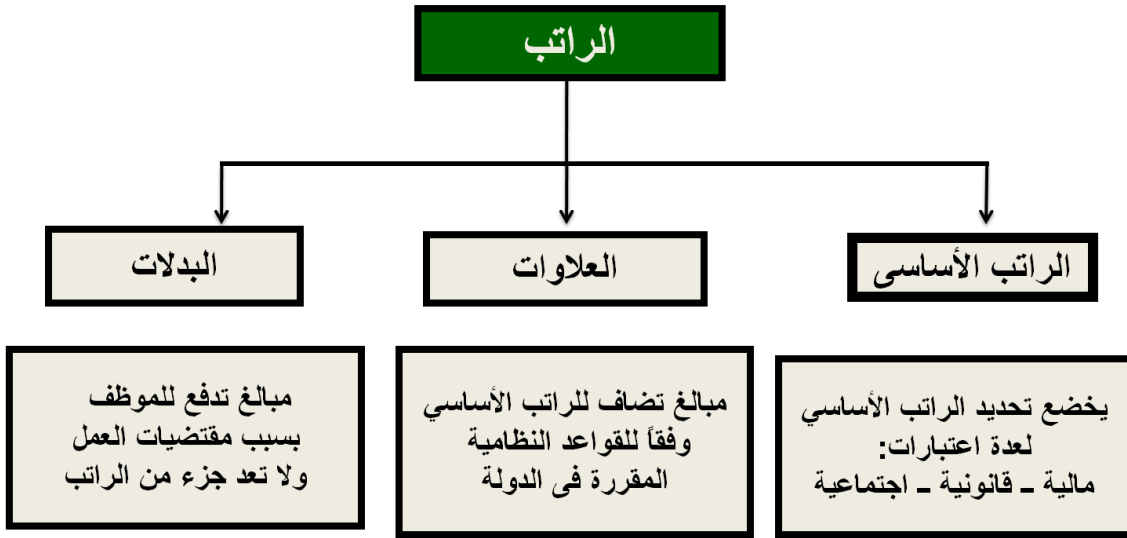 الراتب
الراتب الأساسى
العلاوات
البدلات
يخضع تحديد الراتب الأساسي
لعدة اعتبارات:
مالية - قانونية - اجتماعية
مبالغ تضاف للراتب الأساسي
وفقاً للقواعد النظامية
المقررة فى الدولة
مبالغ تدفع للموظف
بسبب مقتضيات العمل
ولا تعد جزء من الراتب